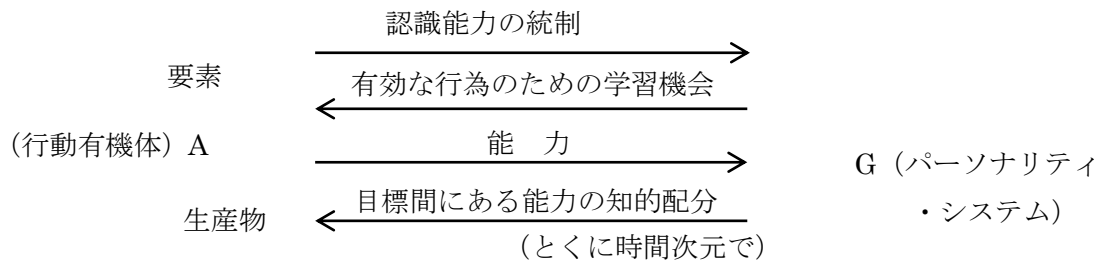 認識能力の統制
要素
有効な行為のための学習機会
(行動有機体) A
能　力
G (パーソナリティ
・システム)
生産物
目標間にある能力の知的配分
(とくに時間次元で)